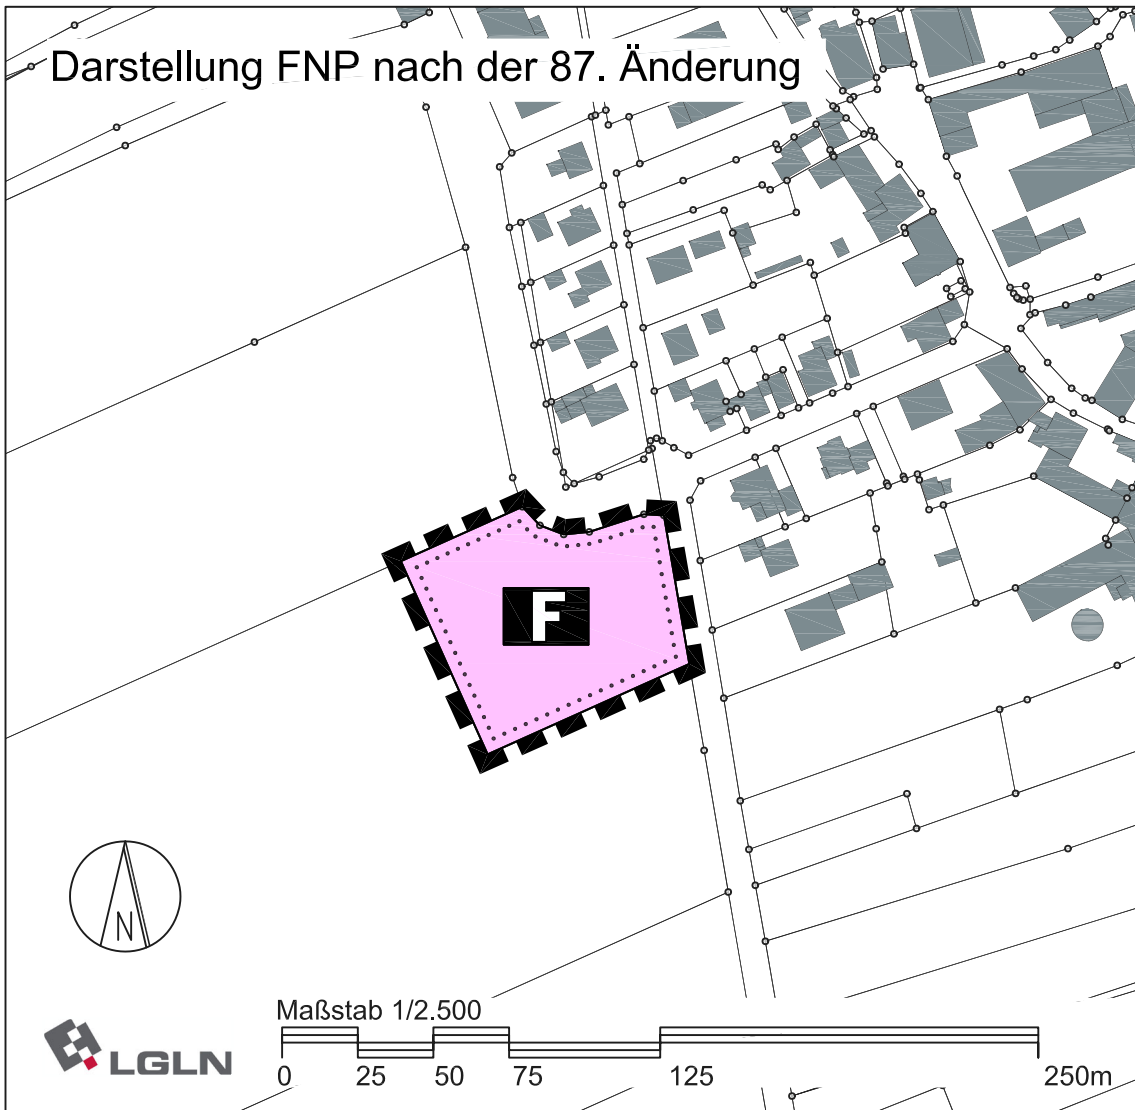 Darstellung FNP nach der 87. Änderung
F
N
Maßstab 1/2.500
LGLN
0 25 50 75 125 250m